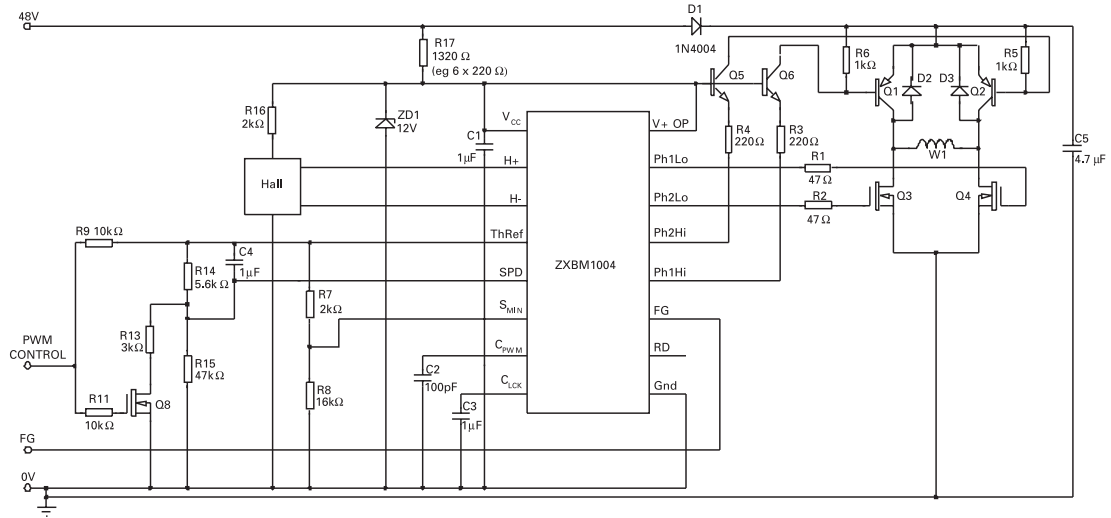 48V
D1
1N4004
R17
1320 Ω
(eg 6 x 220 Ω)
R6
1kΩ
R5
1kΩ
Q5
Q6
Q1
D2
D3
Q2
R16
2kΩ
ZD1
12V
C1
1μF
VCC
V+ OP
R4
220Ω
R3
220Ω
W1
C5
4.7 μF
Hall
H+
Ph1Lo
R1
47 Ω
H-
Ph2Lo
R2
47Ω
Q3
Q4
R9 10kΩ
C4
1μF
ThRef
Ph2Hi
ZXBM1004
R14
5.6kΩ
SPD
Ph1Hi
R7
2kΩ
SMIN
FG
R13
3kΩ
PWM
CONTROL
R15
47kΩ
CPWM
RD
C2
100pF
R8
16kΩ
CLCK
Gnd
C3
1μF
R11
10kΩ
Q8
FG
0V